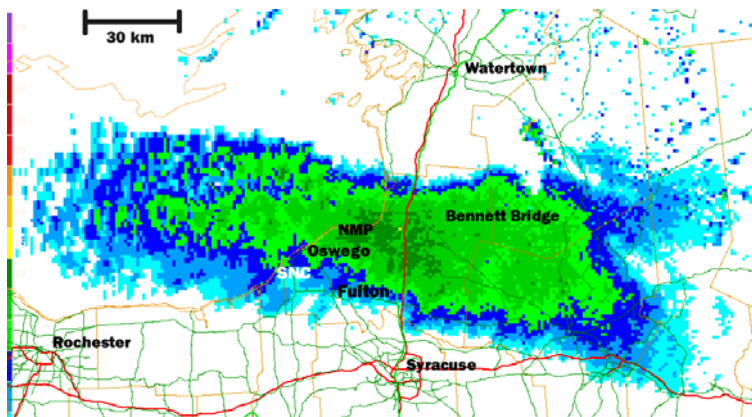 30 km
Watertown
Bennett Bridge
NMP
Oswego
SNC
Fulton
Rochester
Syracuse